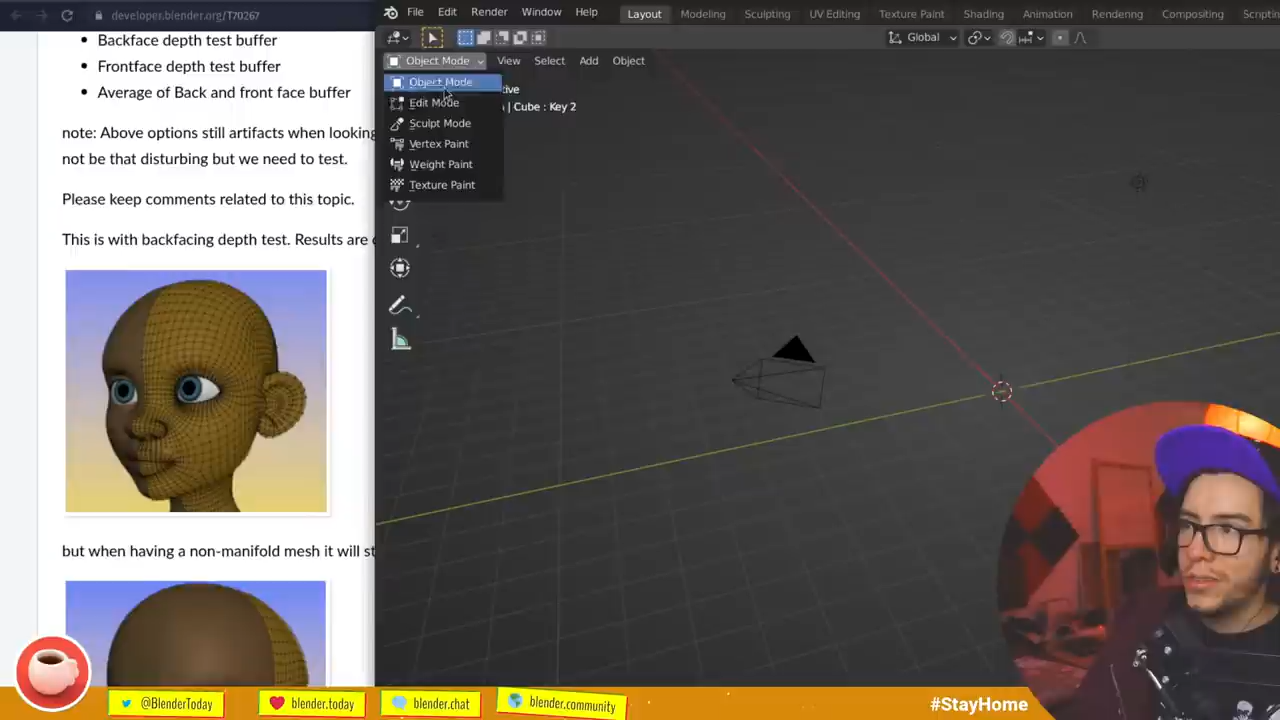 developer.blender.org/T70267
Backface depth test buffer
Frontface depth test buffer
Average of Back and front face buffer
note: Above options still artifacts when looking
not be that disturbing but we need to test.
Please keep comments related to this topic.
This is with backfacing depth test. Results are
but when having a non-manifold mesh it will st
File Edit Render Window Help
Layout Modeling Sculpting UV Editing Texture Paint Shading Animation Rendering Compositing Scripti
Global
Object Mode View Select Add Object
Object Mode
Edit Mode
Sculpt Mode
Vertex Paint
Weight Paint
Texture Paint
tive
| Cube : Key 2
@BlenderToday
blender.today
blender.chat
blender.community
#StayHome